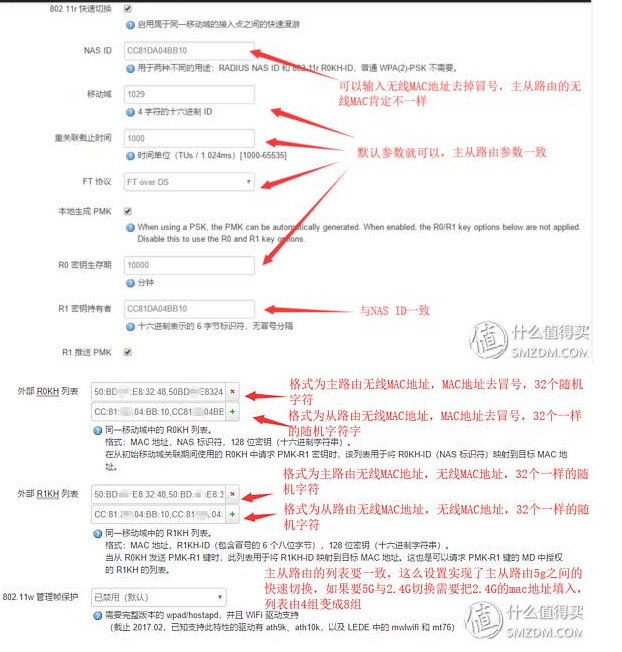 802.11r 快速切换
启用属于同一移动域的接入点之间的快速漫游
NAS ID
CC81DA04BB10
用于两种不同的用途：RADIUS NAS ID 和 802.11r R0KH-ID，普通 WPA(2)-PSK 不需要。
可以输入无线MAC地址去掉冒号，主从路由的无
线MAC肯定不一样
移动域
1029
4 字符的十六进制 ID
重关联截止时间
1000
时间单位（TUs / 1.024ms）[1000-65535]
默认参数就可以，主从路由参数一致
FT 协议
FT over DS
本地生成 PMK
When using a PSK, the PMK can be automatically generated. When enabled, the R0/R1 key options below are not applied.
Disable this to use the R0 and R1 key options.
R0 密钥生存期
10000
分钟
R1 密钥持有者
CC81DA04BB10
与NAS ID一致
十六进制表示的 6 字节标识符，无冒号分隔
R1 推送 PMK
值 什么值得买
SMZDM.COM
外部 R0KH 列表
50:BD :E8:32:48,50BD E8324
格式为主路由无线MAC地址，MAC地址去冒号，32个随机
字符
CC:81: :04:BB:10,CC81 04BB
格式为从路由无线MAC地址，MAC地址去冒号，32个一样
的随机字符字
同一移动域中的 R0KH 列表。
格式：MAC 地址，NAS 标识符，128 位密钥（十六进制字符串）。
在从初始移动域关联期间使用的 R0KH 中请求 PMK-R1 密钥时，该列表用于将 R0KH-ID（NAS 标识符）映射到目标 MAC 地
址。
外部 R1KH 列表
50:BD :E8:32:48,50:BD :E8.3
格式为主路由无线MAC地址，无线MAC地址，32个一样的随
机字符
CC:81: :04:BB:10,CC:81 :04:
格式为从路由无线MAC地址，无线MAC地址，32个一样的随
机字符
同一移动域中的 R1KH 列表。
格式：MAC 地址，R1KH-ID（包含冒号的 6 个八位字节），128 位密钥（十六进制字符串）。
当从 R0KH 发送 PMK-R1 键时，此列表用于将 R1KH-ID 映射到目标 MAC 地址。这也是可以请求 PMK-R1 键的 MD 中授权
的 R1KH 的列表。
主从路由的列表要一致，这么设置实现了主从路由5g之间的
快速切换，如果要5G与2.4G切换需要把2.4G的mac地址填入，
列表由4组变成8组
802.11w 管理帧保护
已禁用（默认）
需要完整版本的 wpad/hostapd，并且 WiFi 驱动支持
（截止 2017.02，已知支持此特性的驱动有 ath9k、ath10k，以及 LEDE 中的 mwlwifi 和 mt76）
值 什么值得买
SMZDM.COM